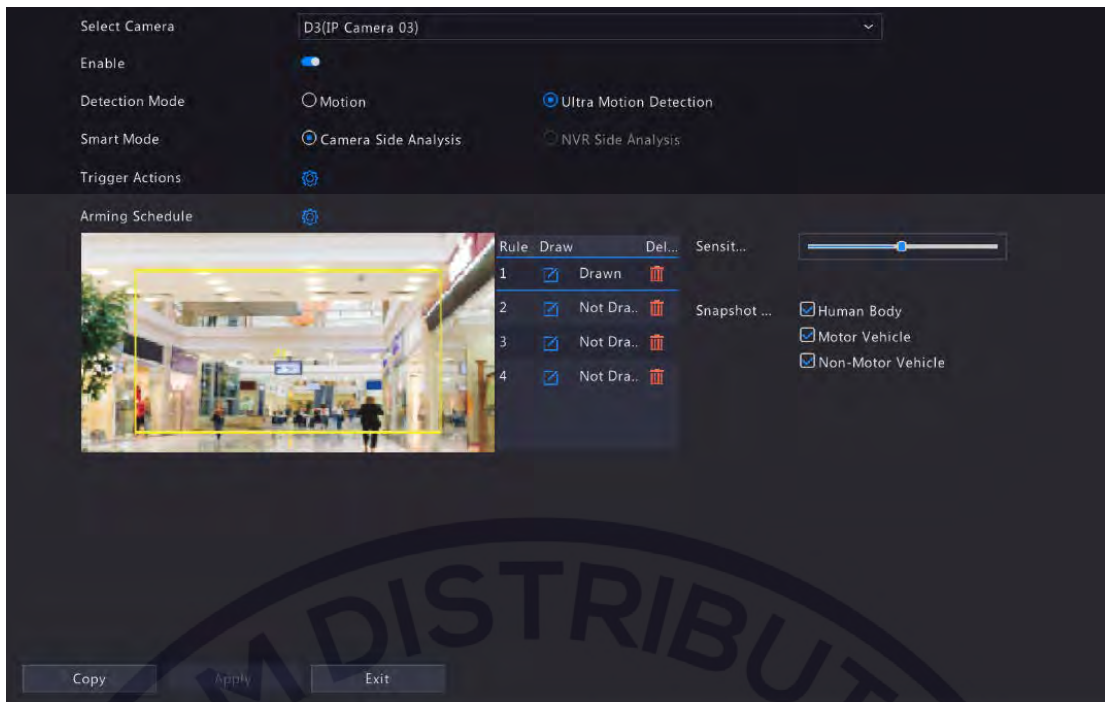 Select Camera D3(IP Camera 03)
Enable
Detection Mode Motion Ultra Motion Detection
Smart Mode Camera Side Analysis NVR Side Analysis
Trigger Actions
Arming Schedule
Rule Draw Del... Sensit...
1 Drawn
2 Not Dra.. Snapshot ... Human Body
3 Not Dra.. Motor Vehicle
4 Not Dra.. Non-Motor Vehicle
M DISTRIBUT
Copy Apply Exit